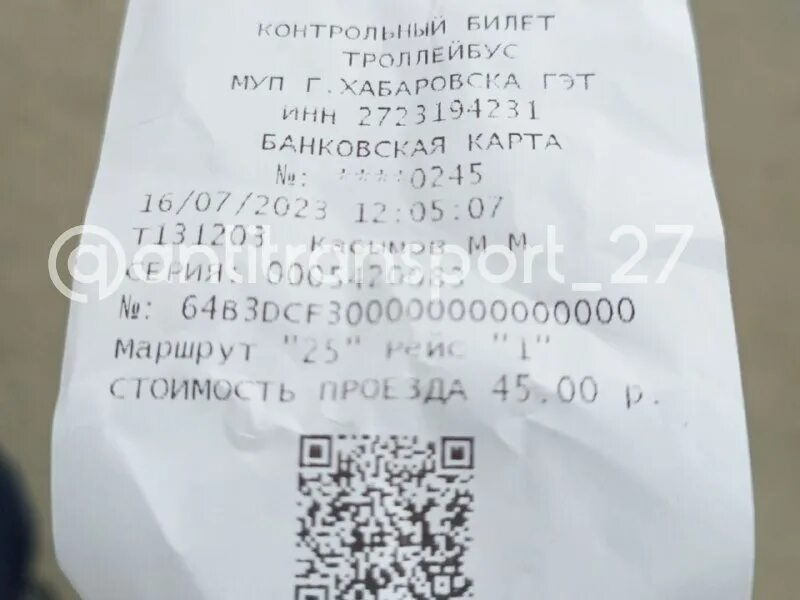 КОНТРОЛЬНЫЙ БИЛЕТ
ТРОЛЛЕЙБУС
МУП Г.ХАБАРОВСКА ГЭТ
ИНН 2723194231
БАНКОВСКАЯ КАРТА
№: ****0245
16/07/2023 12:05:07
Т131203 Касимов М.М.
@antitransport_27
СЕРИЯ:
№: 64B3DCF3000000000000000
Маршрут "25" Рейс "1"
СТОИМОСТЬ ПРОЕЗДА 45.00 р.